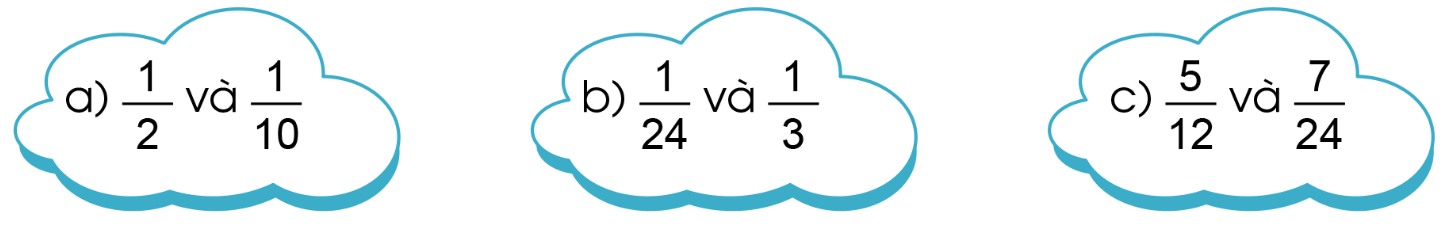 a) 1/2 và 1/10
b) 1/24 và 1/3
c) 5/12 và 7/24